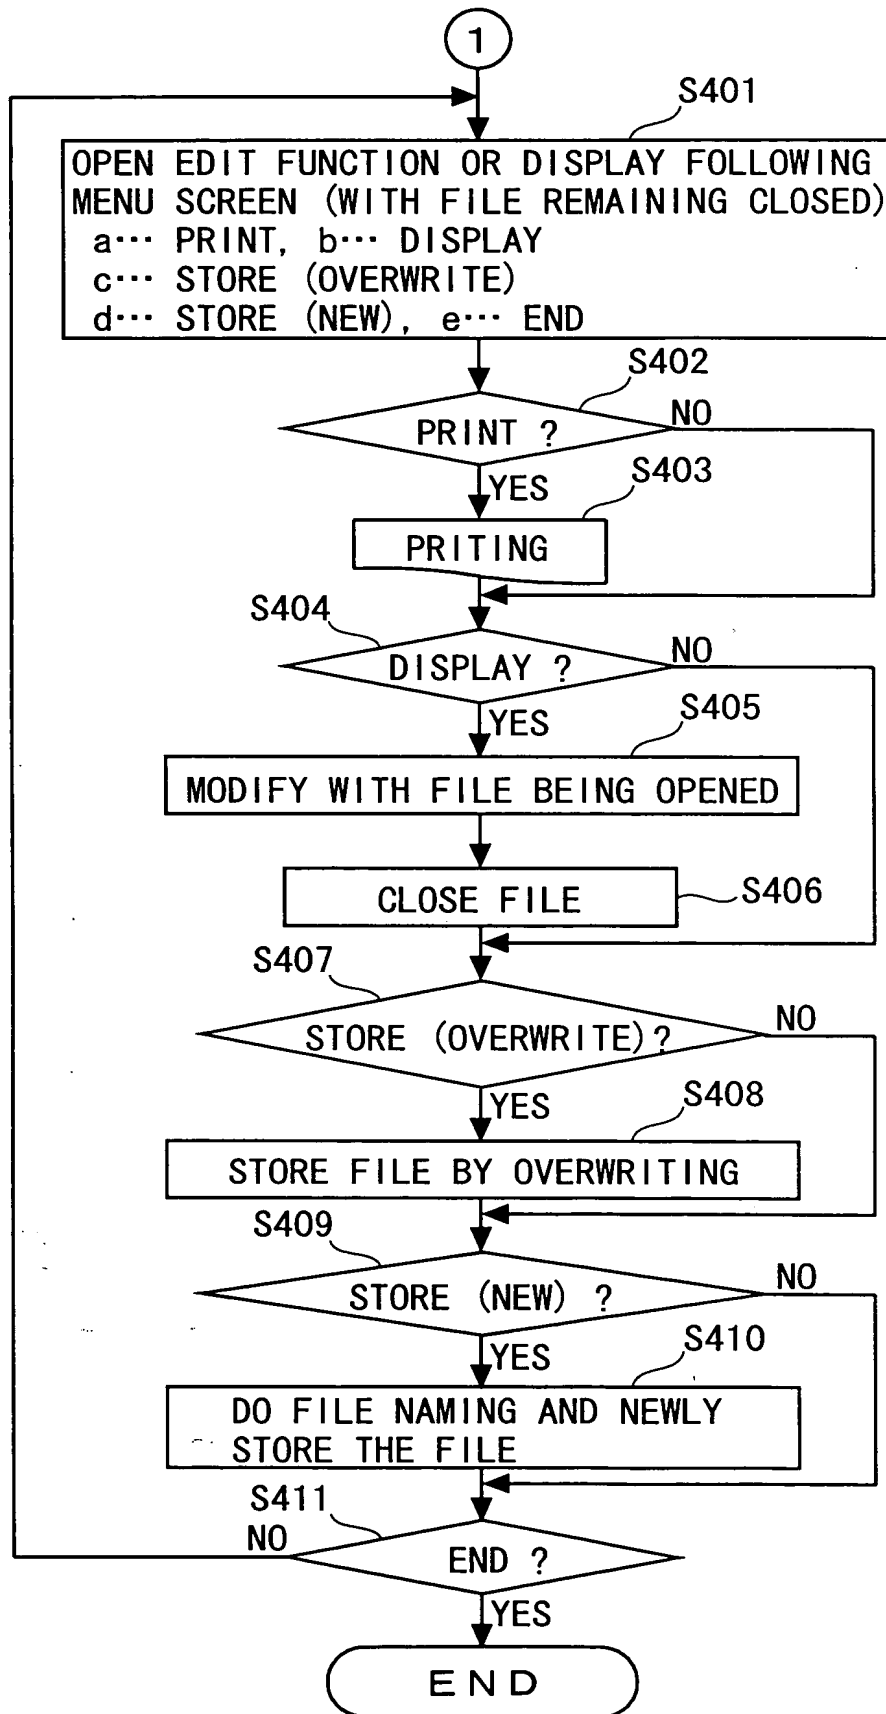 1
S401
OPEN EDIT FUNCTION OR DISPLAY FOLLOWING
MENU SCREEN (WITH FILE REMAINING CLOSED)
a··· PRINT, b··· DISPLAY
c··· STORE (OVERWRITE)
d··· STORE (NEW), e··· END
S402
PRINT ?
NO
YES
S403
PRITING
S404
DISPLAY ?
NO
YES
S405
MODIFY WITH FILE BEING OPENED
CLOSE FILE
S406
S407
STORE (OVERWRITE)?
NO
YES
S408
STORE FILE BY OVERWRITING
S409
STORE (NEW) ?
NO
YES
S410
DO FILE NAMING AND NEWLY
STORE THE FILE
S411
NO
END ?
YES
END